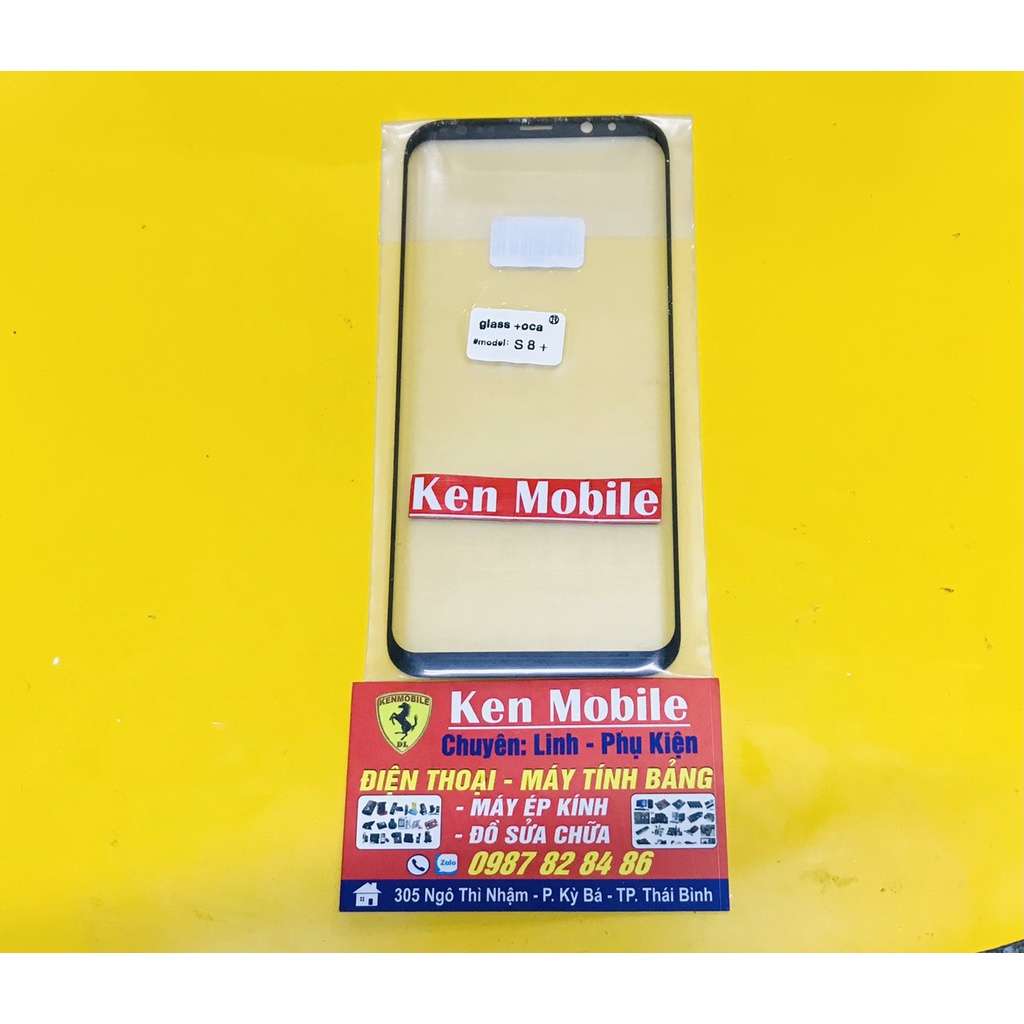 glass +oca
#model: S 8 +
Ken Mobile
KENMOBILE
DL
Ken Mobile
Chuyên: Linh - Phụ Kiện
ĐIỆN THOẠI - MÁY TÍNH BẢNG
- MÁY ÉP KÍNH
- ĐỒ SỬA CHỮA
Zalo 0987 82 84 86
305 Ngô Thì Nhậm - P. Kỳ Bá - TP. Thái Bình